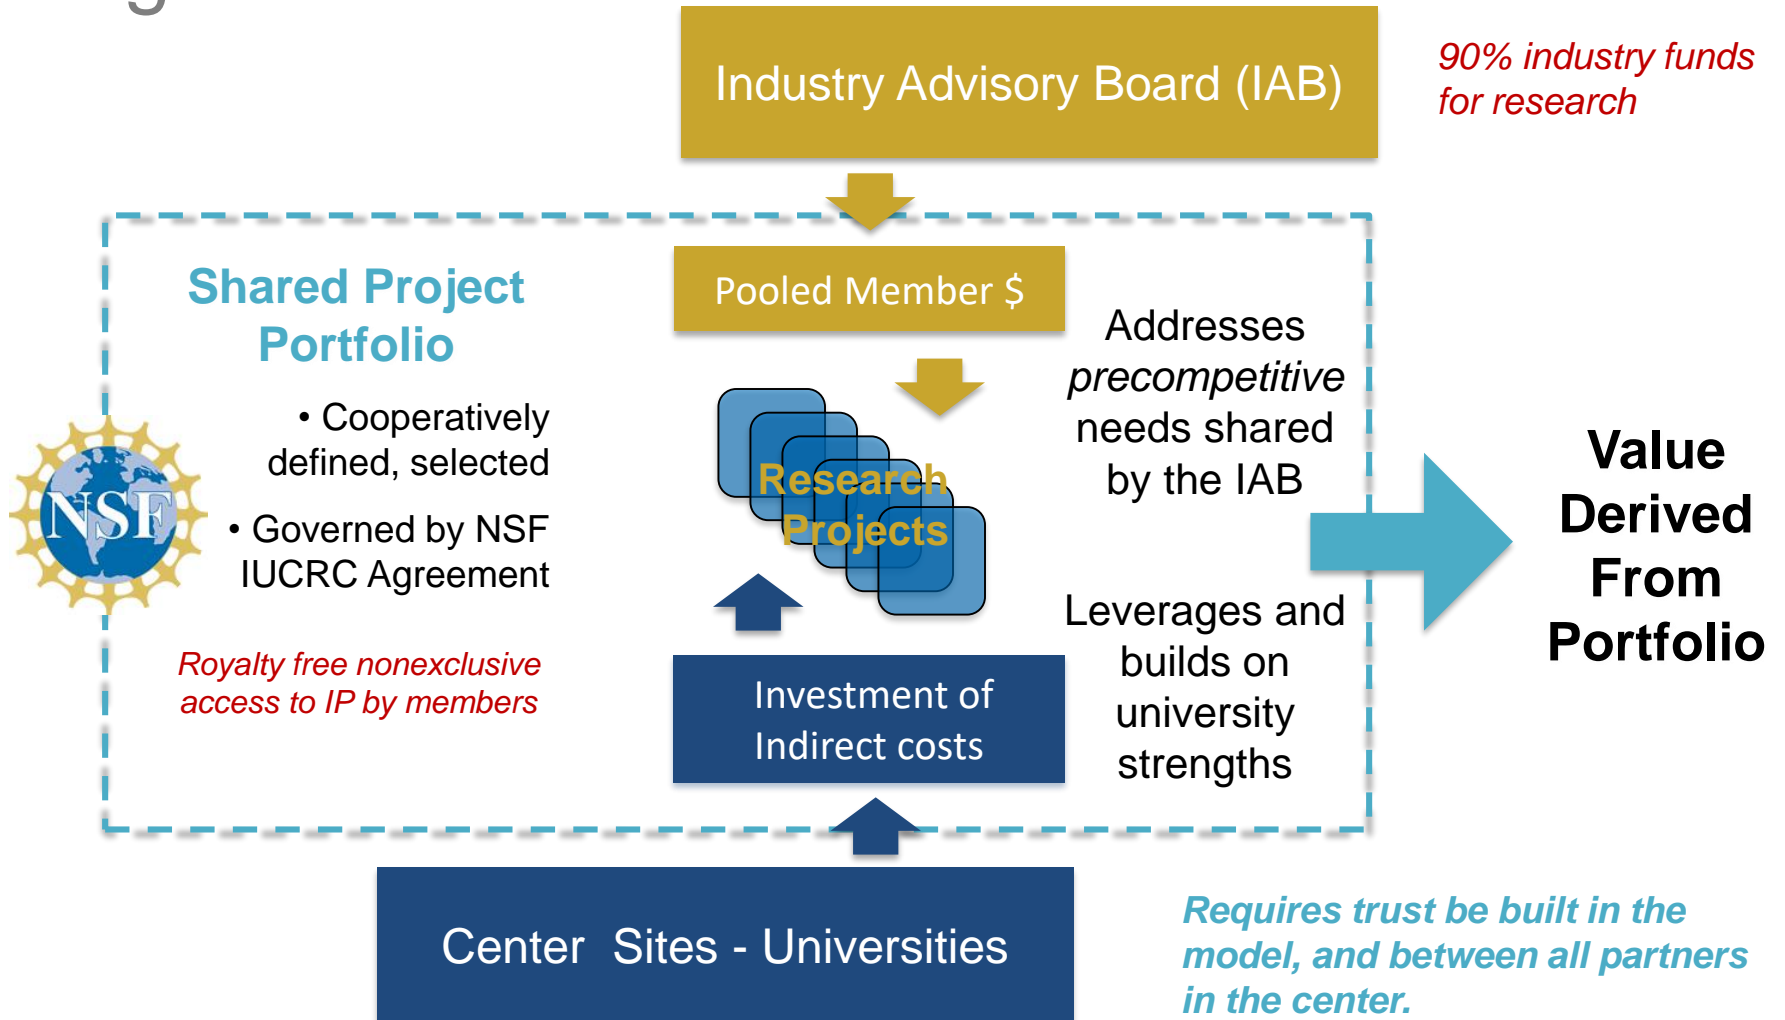 Industry Advisory Board (IAB)
90% industry funds
for research
Shared Project
Portfolio
• Cooperatively
defined, selected
• Governed by NSF
IUCRC Agreement
Royalty free nonexclusive
access to IP by members
NSF
Pooled Member $
Research
Projects
Investment of
Indirect costs
Addresses
precompetitive
needs shared
by the IAB
Leverages and
builds on
university
strengths
Value
Derived
From
Portfolio
Center Sites - Universities
Requires trust be built in the
model, and between all partners
in the center.